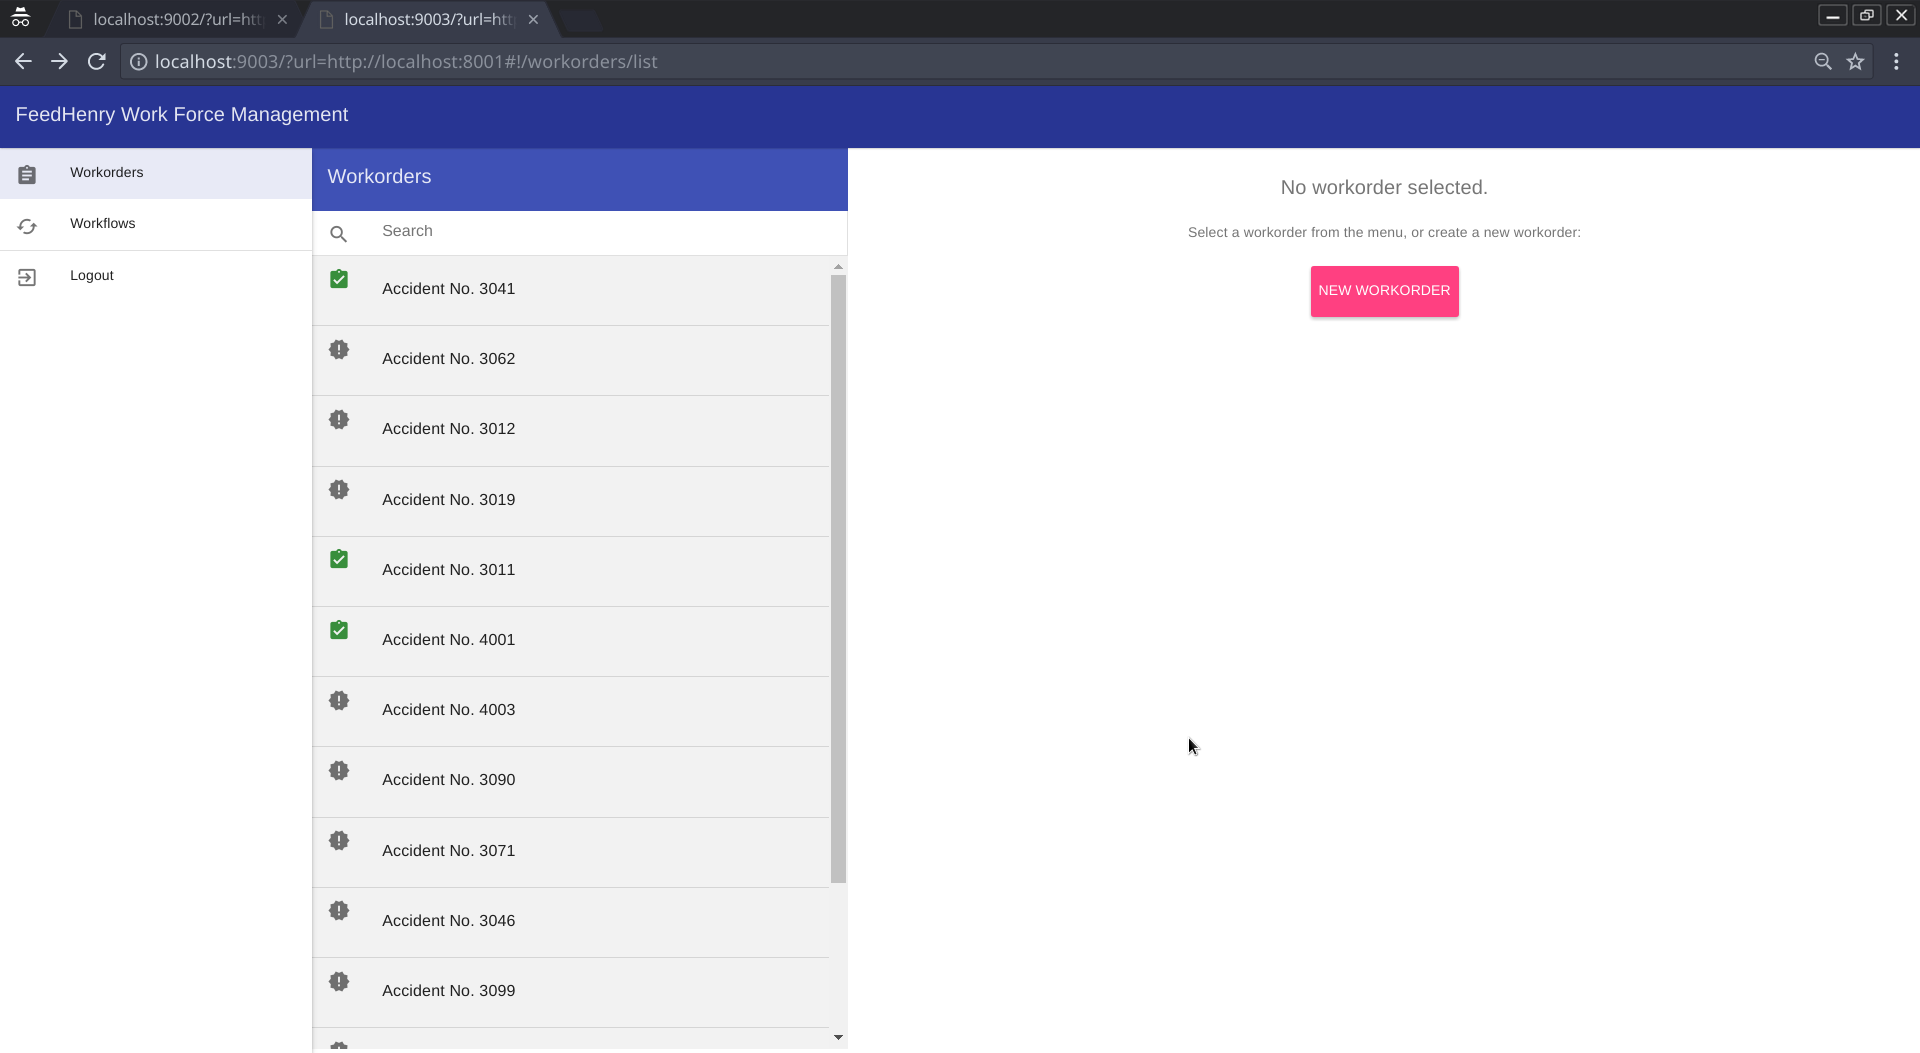 localhost:9002/?url=htt
localhost:9003/?url=htt
localhost:9003/?url=http://localhost:8001#!/workorders/list
FeedHenry Work Force Management
Workorders
Workflows
Logout
Workorders
Search
Accident No. 3041
Accident No. 3062
Accident No. 3012
Accident No. 3019
Accident No. 3011
Accident No. 4001
Accident No. 4003
Accident No. 3090
Accident No. 3071
Accident No. 3046
Accident No. 3099
No workorder selected.
Select a workorder from the menu, or create a new workorder:
NEW WORKORDER